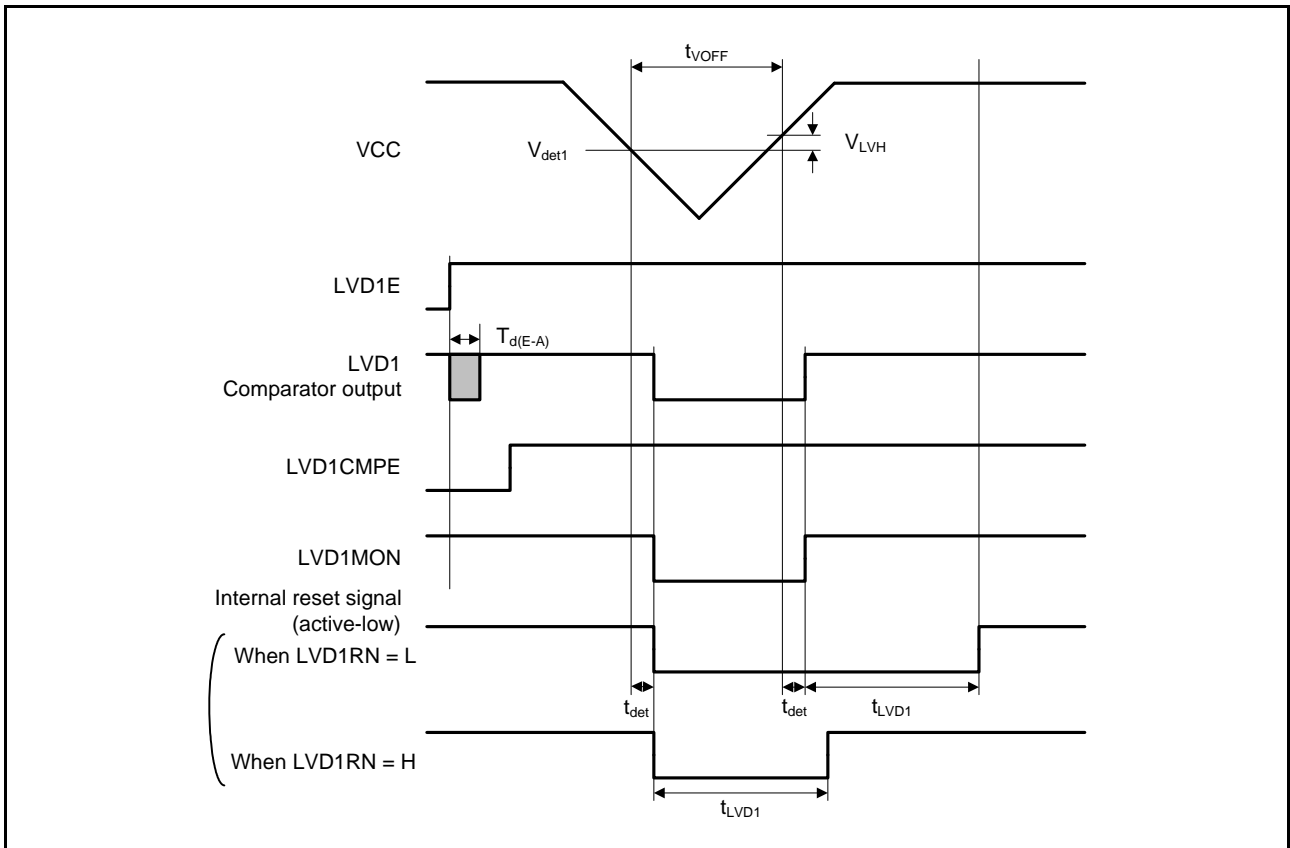 tVOFF
VCC
Vdet1
VLVH
LVD1E
Td(E-A)
LVD1
Comparator output
LVD1CMPE
LVD1MON
Internal reset signal
(active-low)
When LVD1RN = L
tdet
tdet
tLVD1
When LVD1RN = H
tLVD1